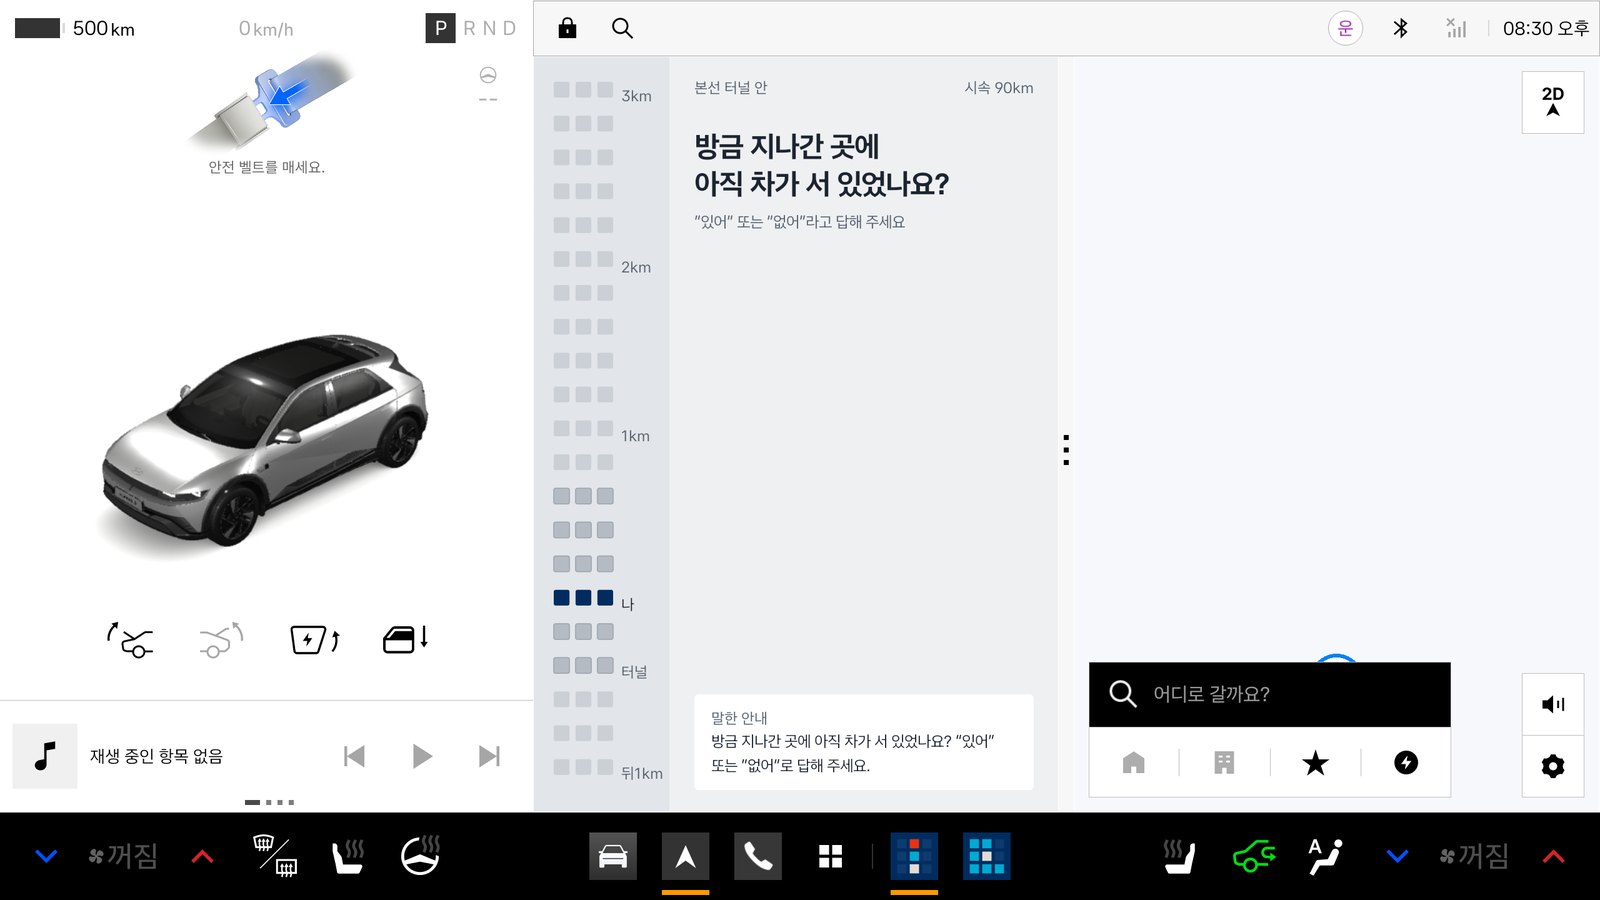 500 km
0 km/h
P R N D
08:30 오후
운
안전 벨트를 매세요.
재생 중인 항목 없음
3km
2km
1km
나
터널
뒤1km
본선 터널 안
시속 90km
방금 지나간 곳에
아직 차가 서 있었나요?
"있어" 또는 "없어"라고 답해 주세요
말한 안내
방금 지나간 곳에 아직 차가 서 있었나요? "있어"
또는 "없어"로 답해 주세요.
2D
어디로 갈까요?
꺼짐
A
꺼짐